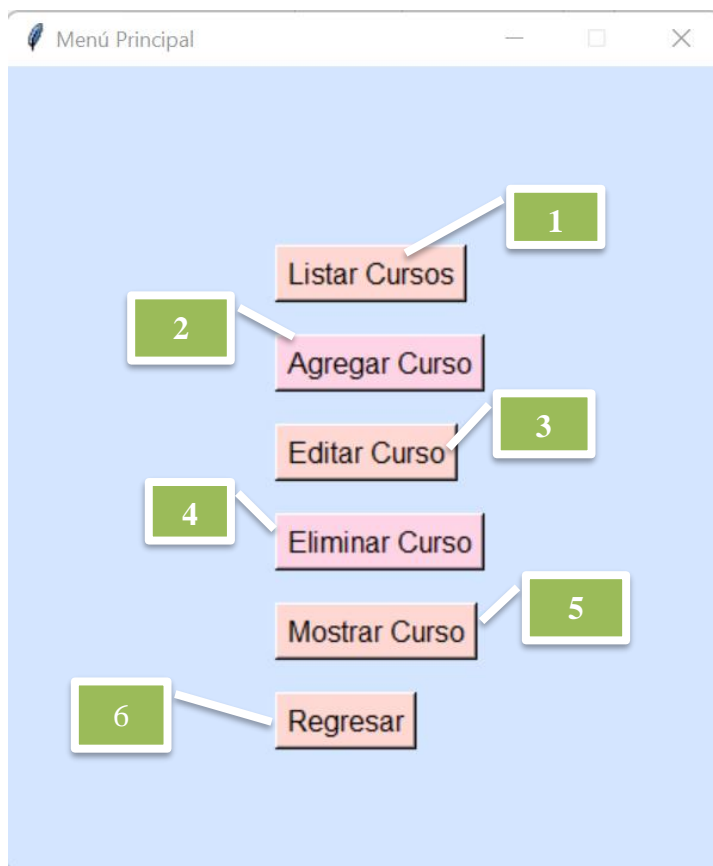 Menú Principal
1
Listar Cursos
2
Agregar Curso
3
Editar Curso
4
Eliminar Curso
5
Mostrar Curso
6
Regresar